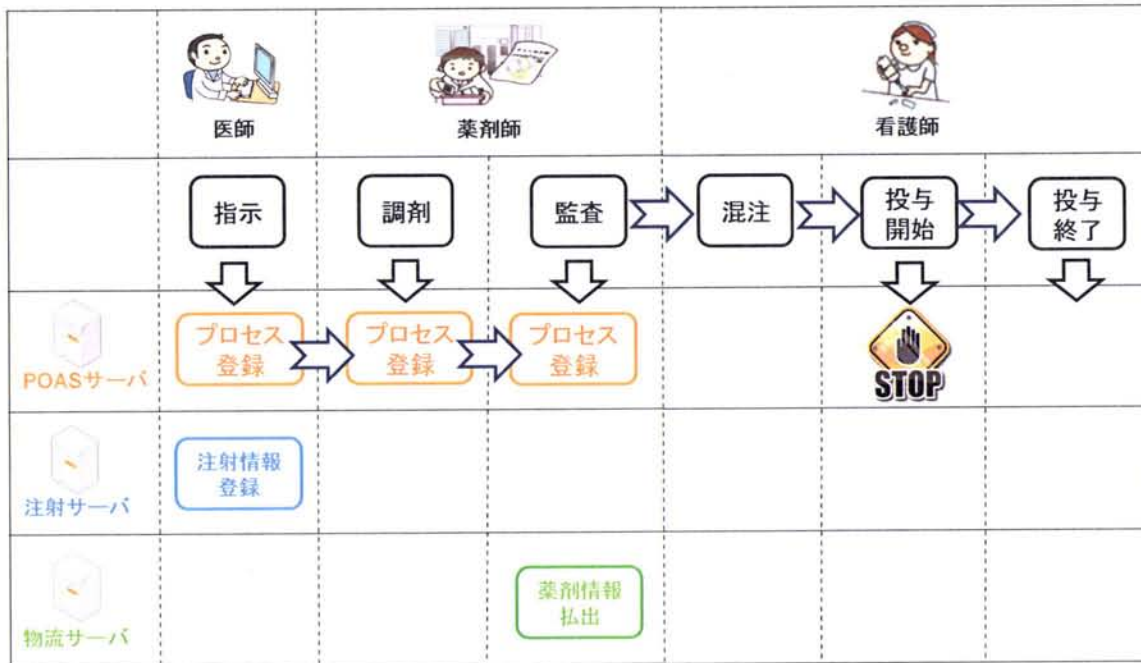 医師
薬剤師
看護師
指示
調剤
監査
混注
投与
開始
投与
終了
プロセス
登録
プロセス
登録
プロセス
登録
STOP
POASサーバ
注射情報
登録
注射サーバ
薬剤情報
払出
物流サーバ